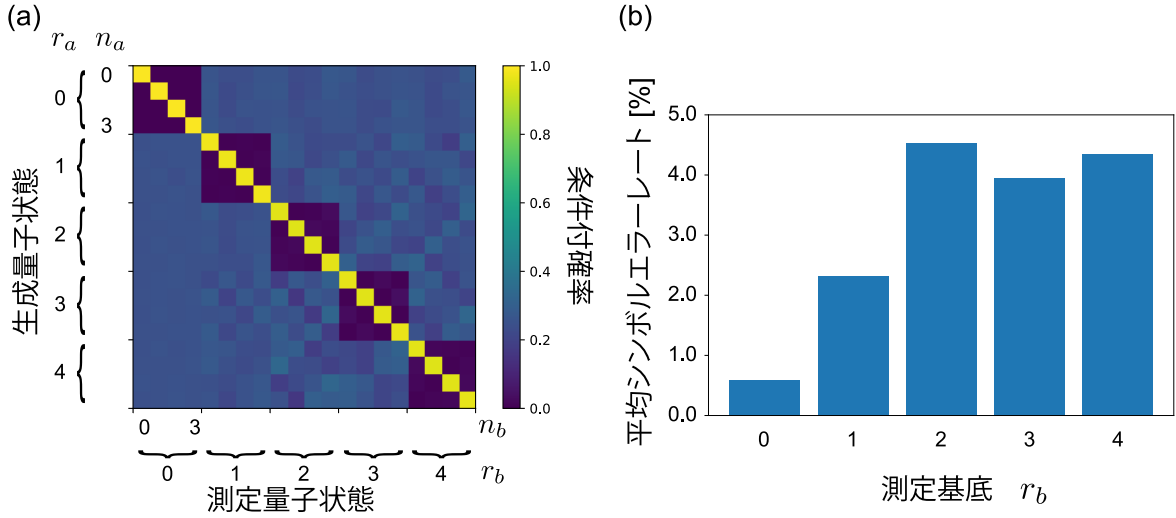 (a)
r_a n_a
0
3
0
1
2
3
4
生成量子状態
0 3 n_b
0 1 2 3 4 r_b
測定量子状態
1.0
0.8
0.6
0.4
0.2
0.0
条件付確率
(b)
平均シンボルエラーレート [%]
5.0
4.0
3.0
2.0
1.0
0.0
0 1 2 3 4
測定基底 r_b